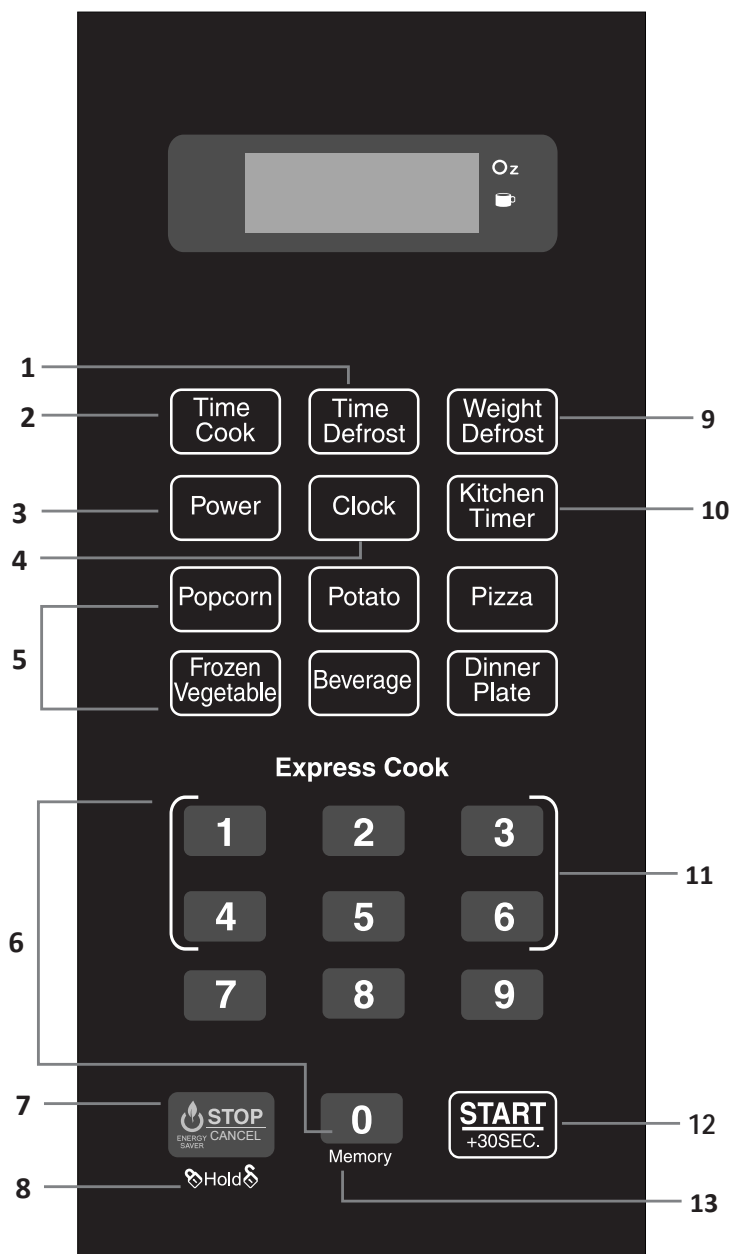 Oz
1
2
Time
Cook
Time
Defrost
Weight
Defrost
9
3
Power
Clock
Kitchen
Timer
10
4
5
Popcorn
Potato
Pizza
Frozen
Vegetable
Beverage
Dinner
Plate
Express Cook
6
1
2
3
11
4
5
6
7
8
9
7
ENERGY
SAVER
STOP
CANCEL
0
START
+30SEC.
12
8
Hold
Memory
13